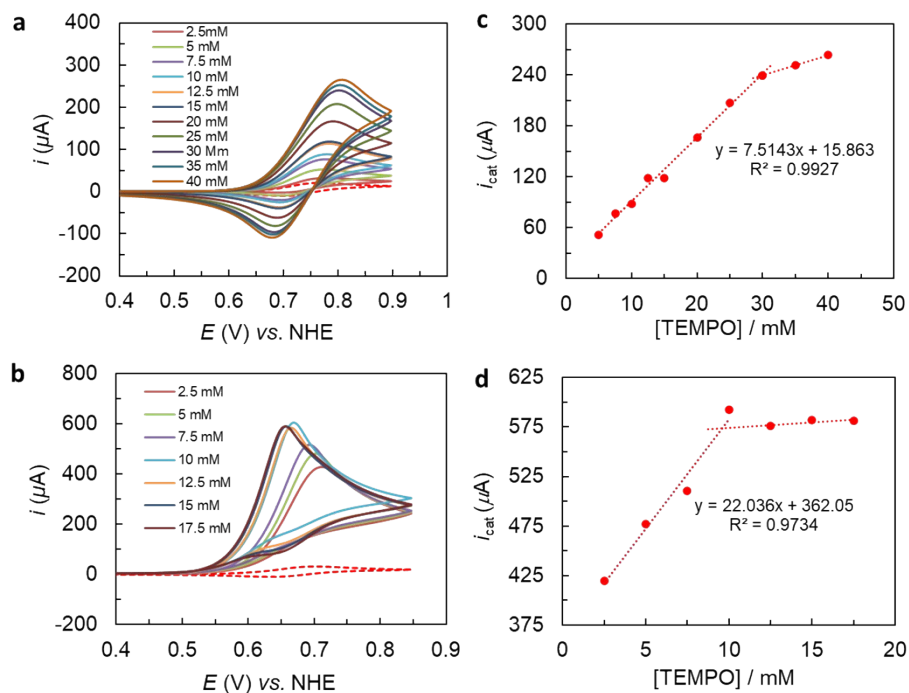 a
400
300
200
100
0
-100
-200
i (µA)
2.5mM
5 mM
7.5 mM
10 mM
12.5 mM
15 mM
20 mM
25 mM
30 Mm
35 mM
40 mM
0.4 0.5 0.6 0.7 0.8 0.9 1
E (V) vs. NHE
c
300
240
180
120
60
0
icat (µA)
y = 7.5143x + 15.863
R² = 0.9927
0 10 20 30 40 50
[TEMPO] / mM
b
800
600
400
200
0
-200
i (µA)
2.5 mM
5 mM
7.5 mM
10 mM
12.5 mM
15 mM
17.5 mM
0.4 0.5 0.6 0.7 0.8 0.9
E (V) vs. NHE
d
625
575
525
475
425
375
icat (µA)
y = 22.036x + 362.05
R² = 0.9734
0 5 10 15 20
[TEMPO] / mM